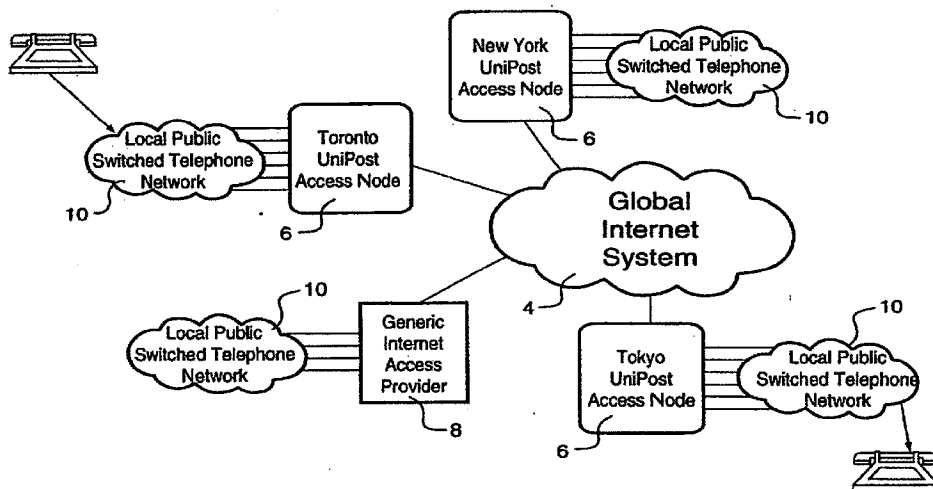 New York
UniPost
Access Node
6
Local Public
Switched Telephone
Network
10
Local Public
Switched Telephone
Network
10
Toronto
UniPost
Access Node
6
Global
Internet
System
4
10
Local Public
Switched Telephone
Network
Generic
Internet
Access
Provider
8
Tokyo
UniPost
Access Node
6
10
Local Public
Switched Telephone
Network